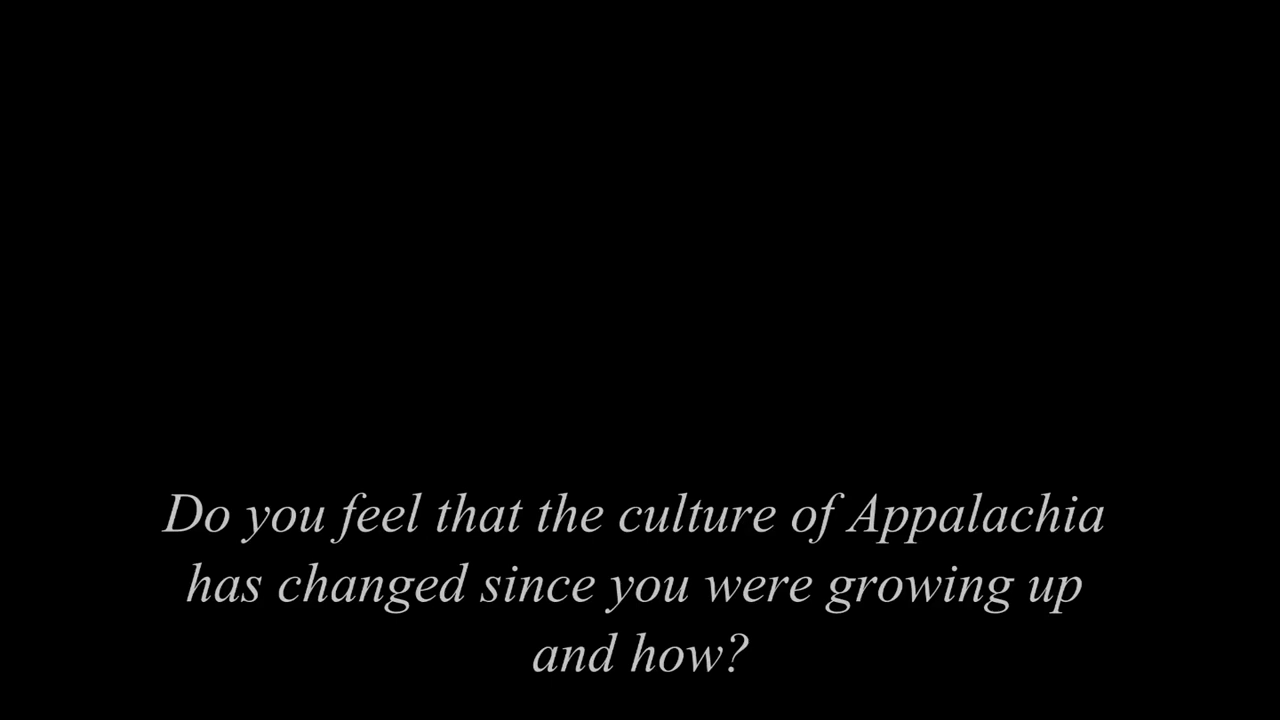 Do you feel that the culture of Appalachia
has changed since you were growing up
and how?